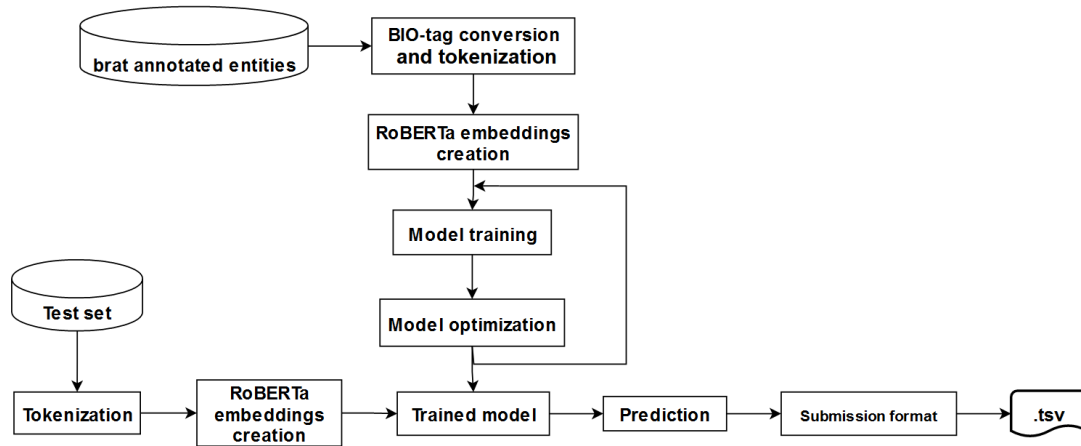 brat annotated entities
BIO-tag conversion
and tokenization
RoBERTa embeddings
creation
Model training
Model optimization
Test set
Tokenization
RoBERTa
embeddings
creation
Trained model
Prediction
Submission format
.tsv